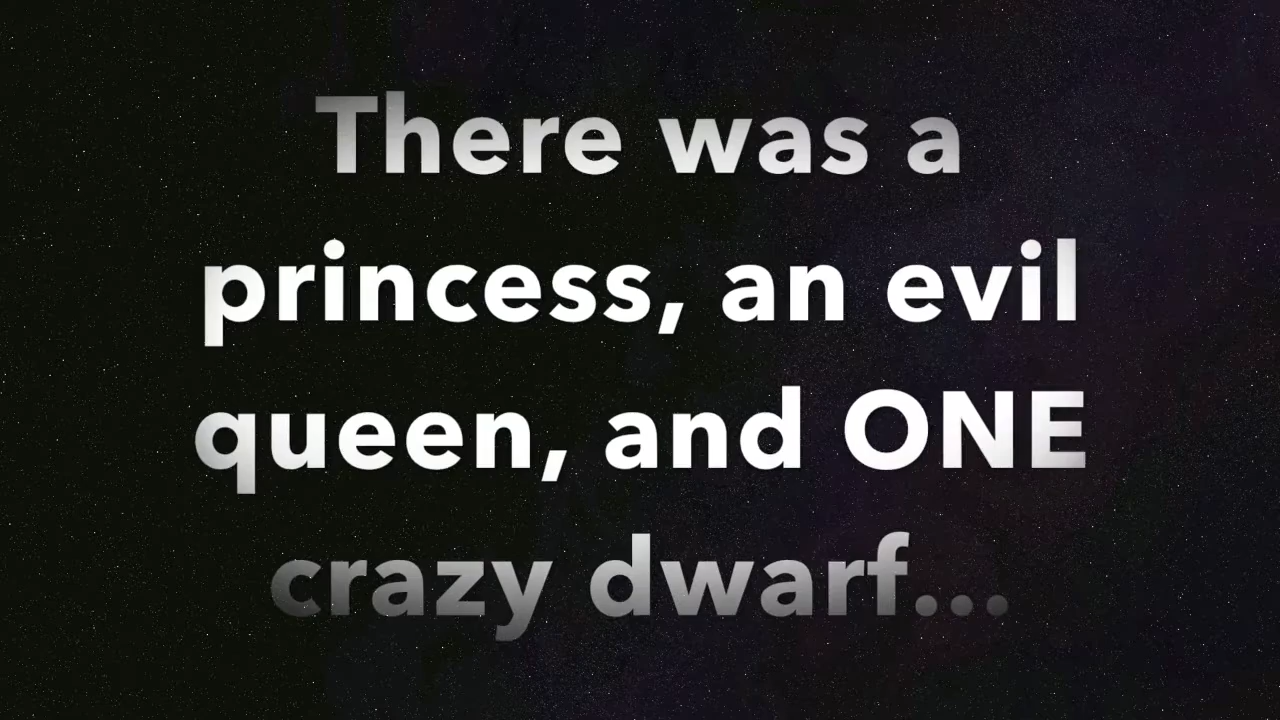 There was a
princess, an evil
queen, and ONE
crazy dwarf...